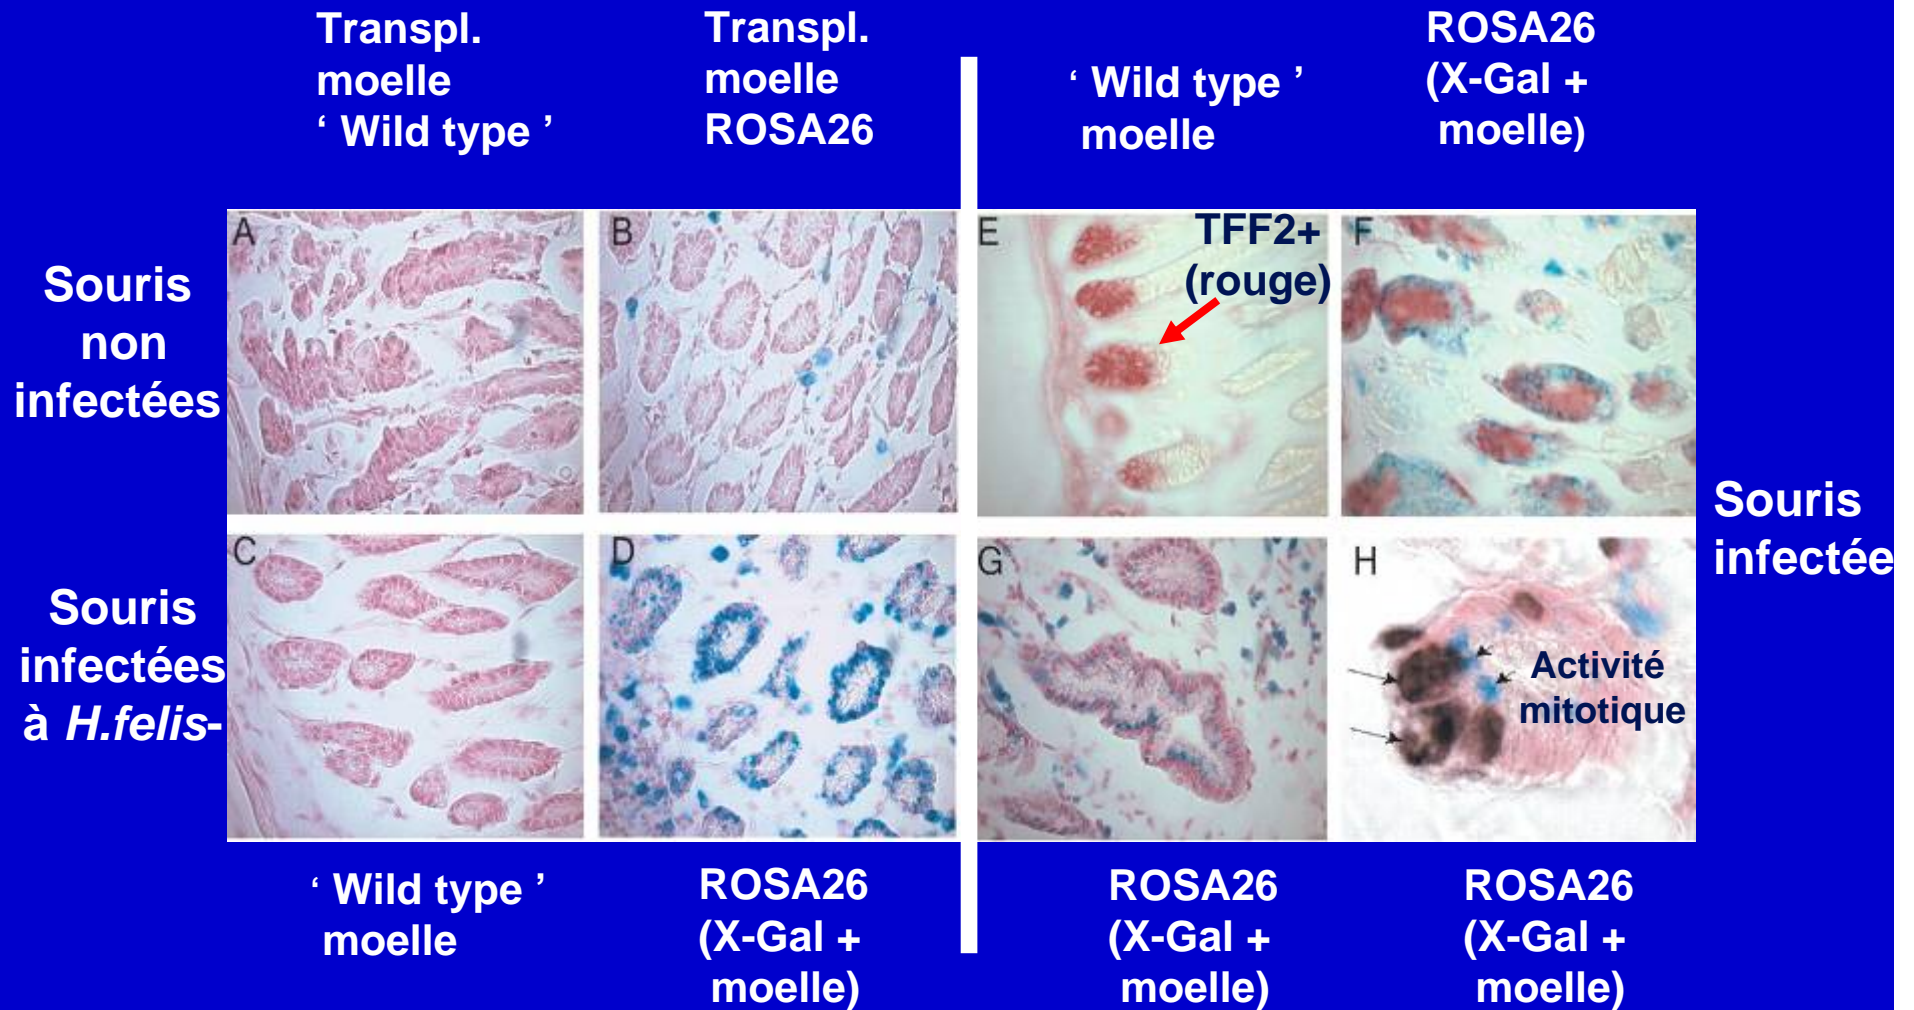 Transpl.
moelle
‘ Wild type ’
Transpl.
moelle
ROSA26
‘ Wild type ’
moelle
ROSA26
(X-Gal +
moelle)
Souris
non
infectées
A
B
E
TFF2+
(rouge)
F
Souris
infectées
à H.felis-
C
D
G
H
Activité
mitotique
Souris
infectée
‘ Wild type ’
moelle
ROSA26
(X-Gal +
moelle)
ROSA26
(X-Gal +
moelle)
ROSA26
(X-Gal +
moelle)